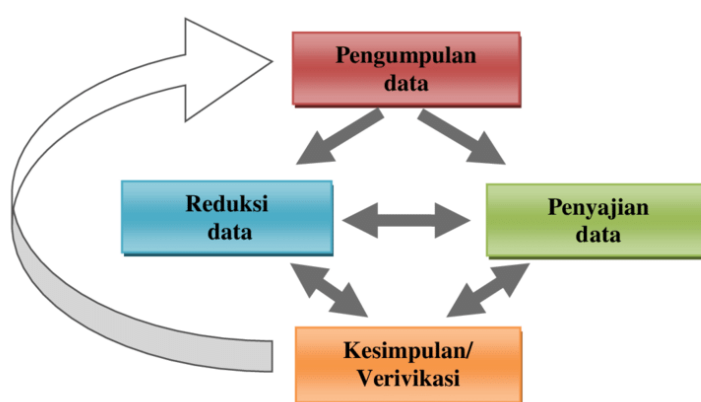 Pengumpulan
data
Reduksi
data
Penyajian
data
Kesimpulan/
Verivikasi